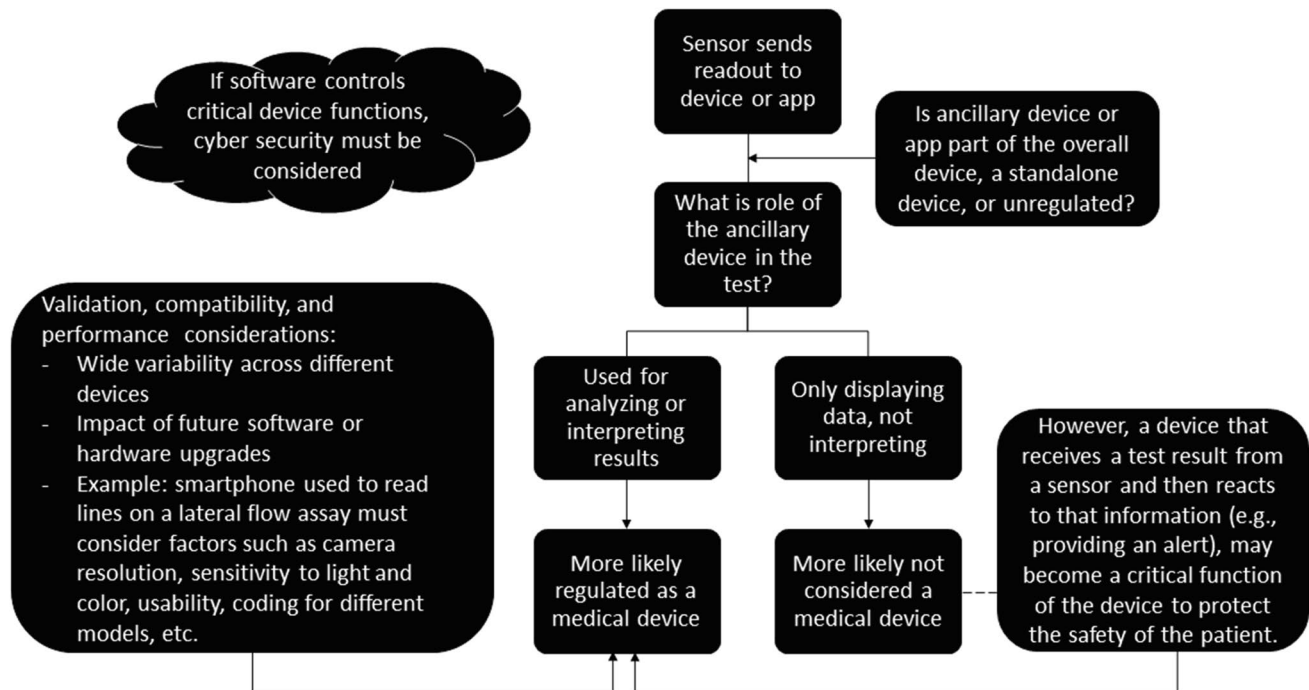 If software controls
critical device functions,
cyber security must be
considered
Sensor sends
readout to
device or app
Is ancillary device or
app part of the overall
device, a standalone
device, or unregulated?
What is role of
the ancillary
device in the
test?
Validation, compatibility, and
performance considerations:
- Wide variability across different
devices
- Impact of future software or
hardware upgrades
- Example: smartphone used to read
lines on a lateral flow assay must
consider factors such as camera
resolution, sensitivity to light and
color, usability, coding for different
models, etc.
Used for
analyzing or
interpreting
results
Only displaying
data, not
interpreting
More likely
regulated as a
medical device
More likely not
considered a
medical device
However, a device that
receives a test result from
a sensor and then reacts
to that information (e.g.,
providing an alert), may
become a critical function
of the device to protect
the safety of the patient.